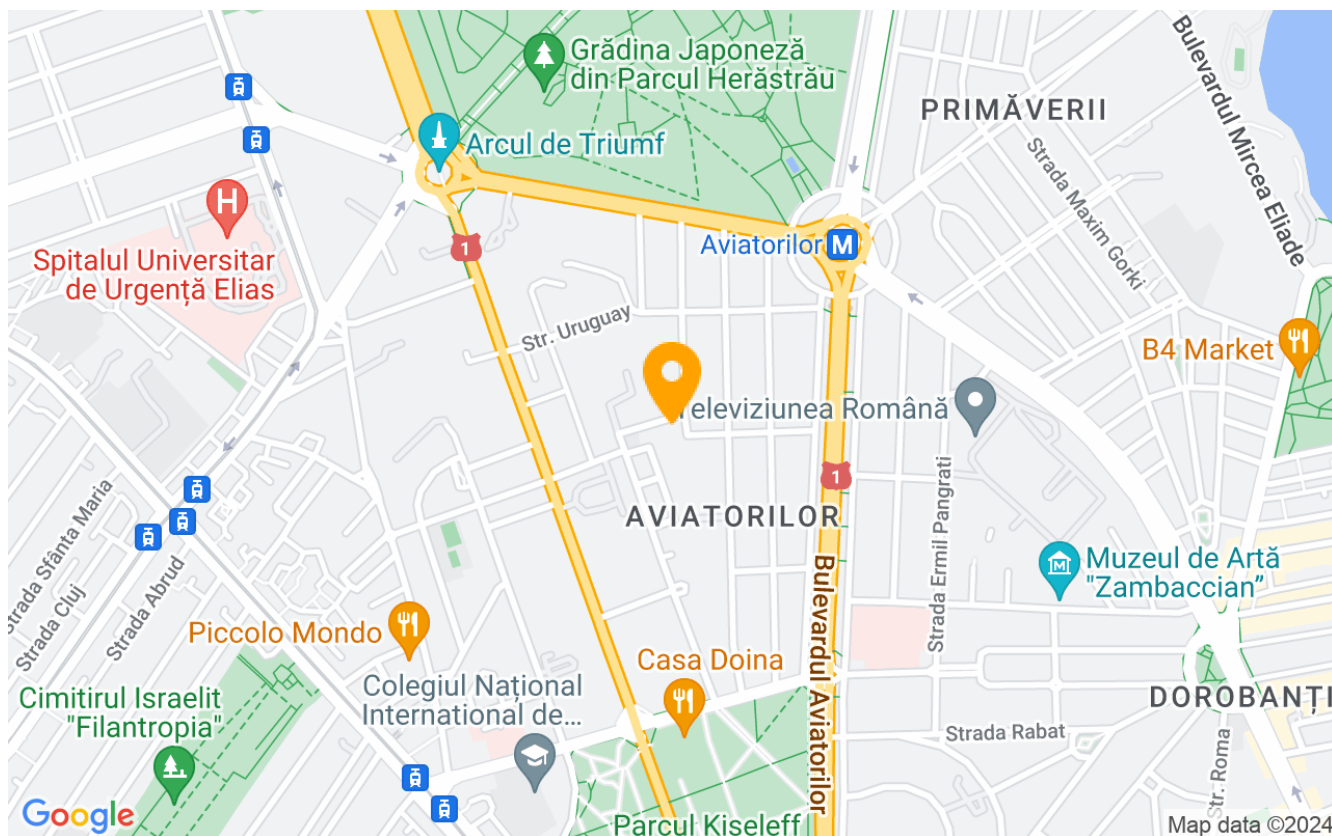 Grădina Japoneză
din Parcul Herăstrău
PRIMĂVERII
Bulevardul Mircea Eliade
Arcul de Triumf
Strada Maxim Gorki
H
Spitalul Universitar
de Urgență Elias
1
Aviatorilor
M
Str. Uruguay
B4 Market
Televiziunea Română
1
Strada Sfânta Maria
Strada Cluj
Strada Abrud
AVIATORILOR
Strada Ermil Pangrati
Muzeul de Artă
"Zambaccian”
Bulevardul Aviatorilor
Piccolo Mondo
Casa Doina
Colegiul Național
International de...
Cimitirul Israelit
"Filantropia"
DOROBANȚI
Strada Rabat
Str. Roma
Google
Parcul Kiseleff
Map data ©2024